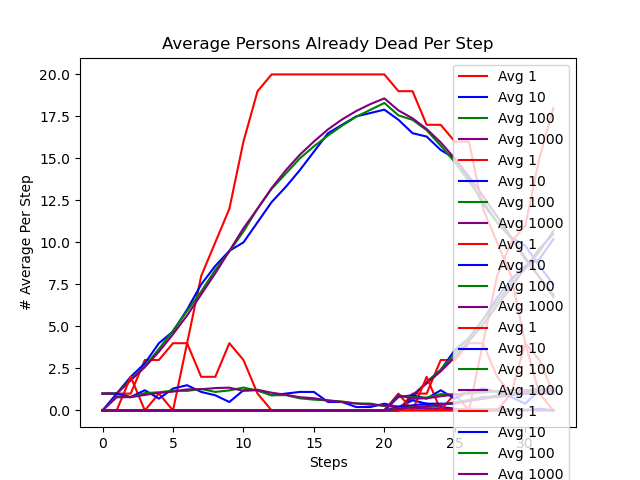 Average Persons Already Dead Per Step
# Average Per Step
20.0
17.5
15.0
12.5
10.0
7.5
5.0
2.5
0.0
0 5 10 15 20 25 30
Steps
Avg 1
Avg 10
Avg 100
Avg 1000
Avg 1
Avg 10
Avg 100
Avg 1000
Avg 1
Avg 10
Avg 100
Avg 1000
Avg 1
Avg 10
Avg 100
Avg 1000
Avg 1
Avg 10
Avg 100
Avg 1000